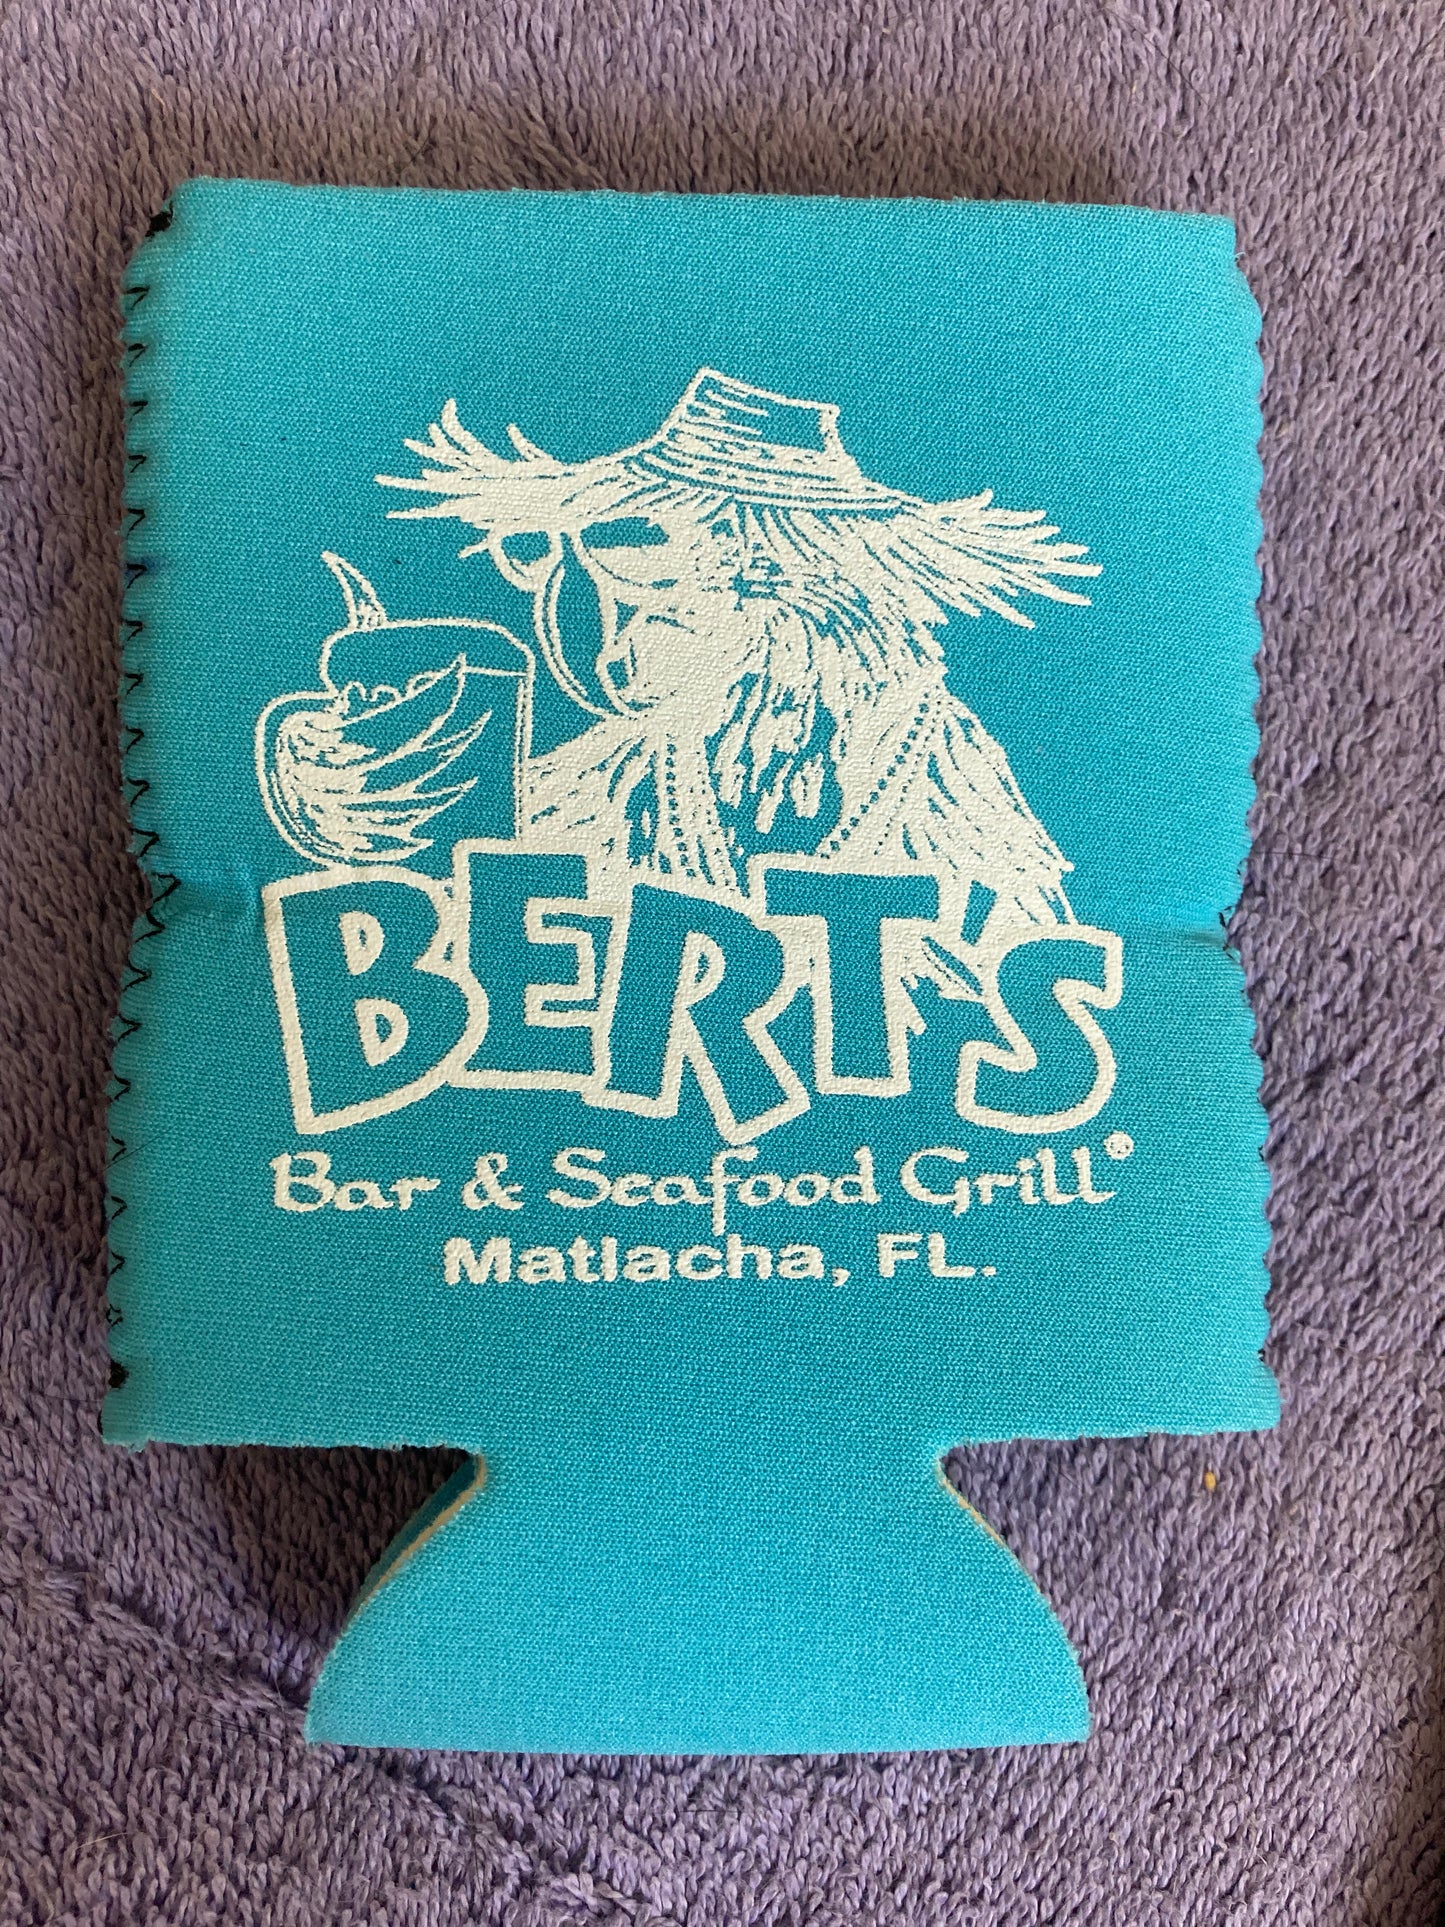 BERT'S
Bar & Seafood Grill®
Matlacha, FL.